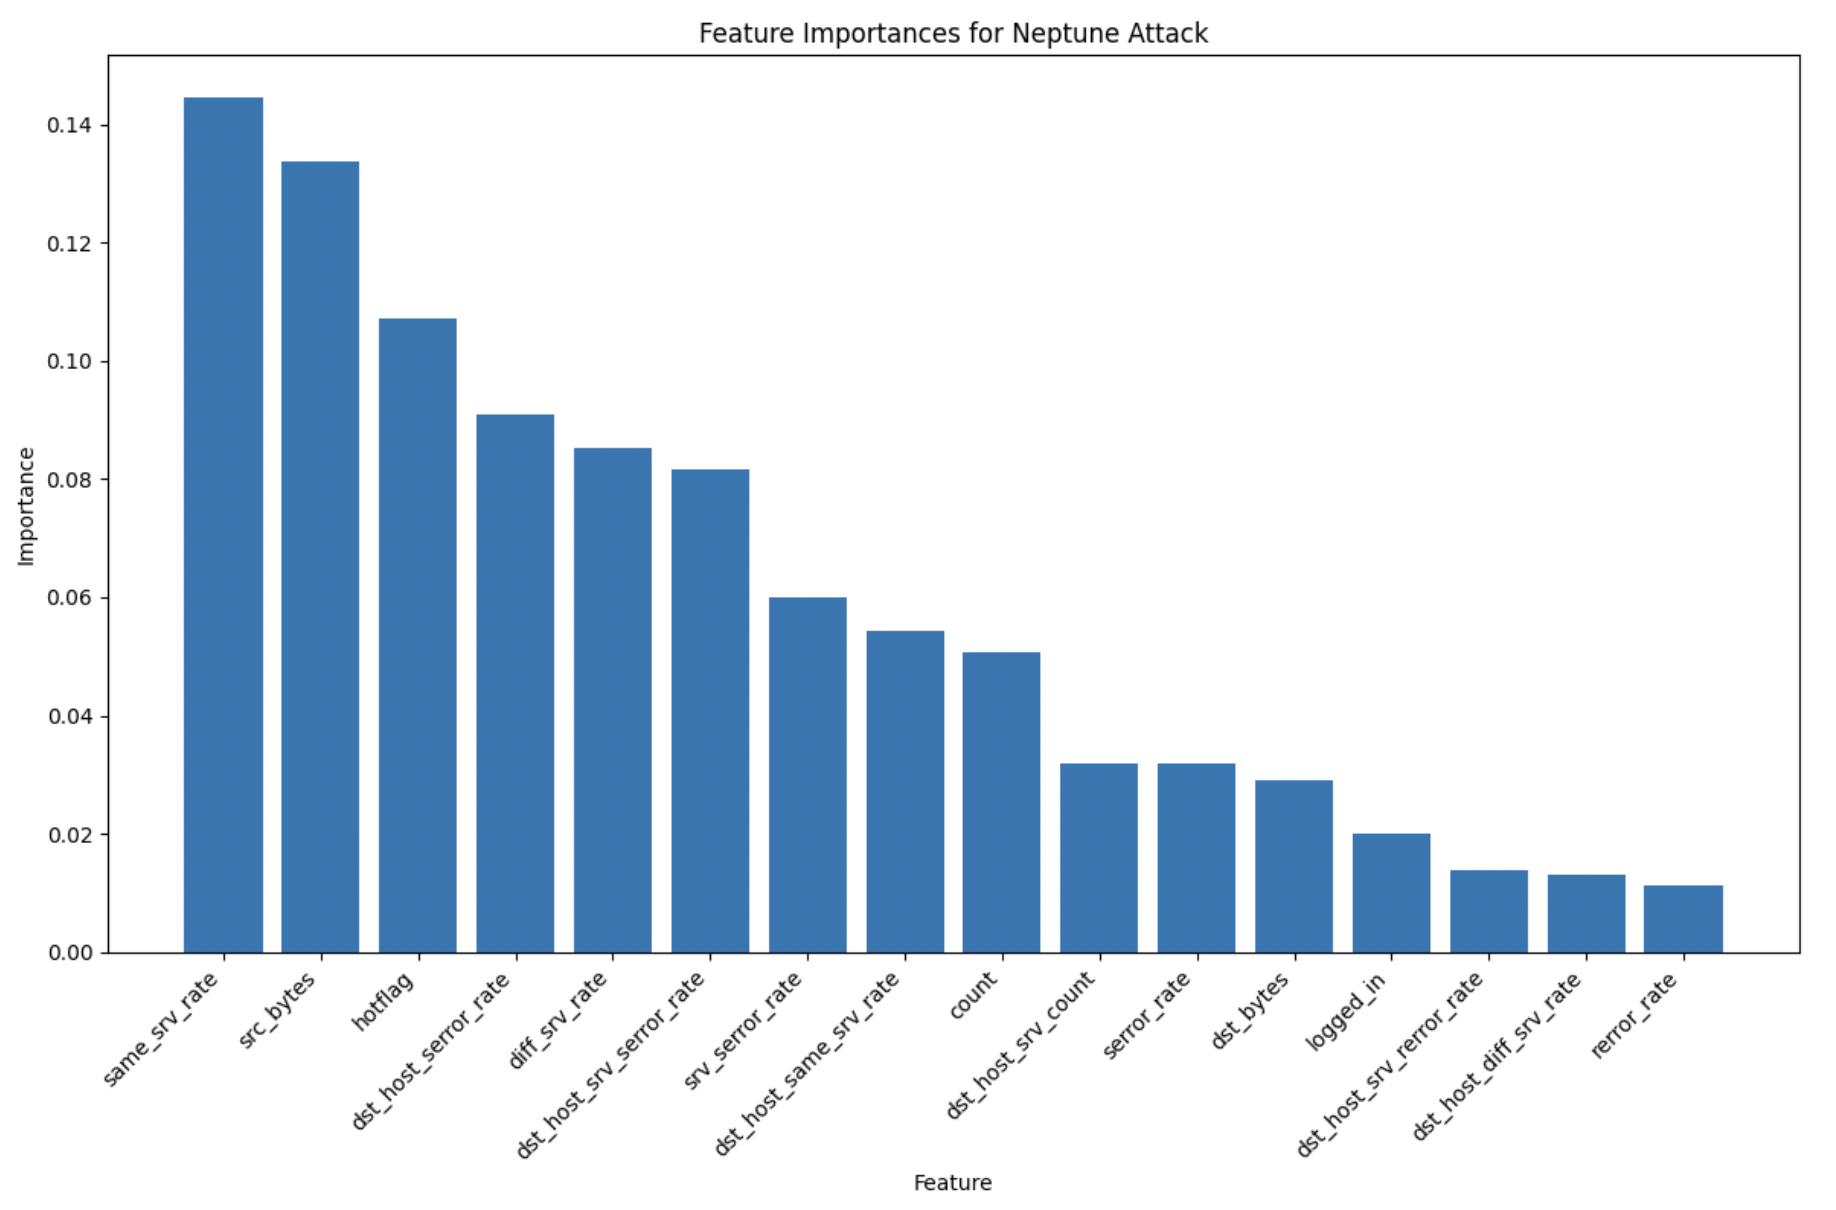 Feature Importances for Neptune Attack
0.14
0.12
0.10
0.08
0.06
0.04
0.02
0.00
Importance
same_srv_rate
src_bytes
hotflag
dst_host_serror_rate
diff_srv_rate
dst_host_srv_serror_rate
srv_serror_rate
dst_host_same_srv_rate
count
dst_host_srv_count
serror_rate
dst_bytes
logged_in
dst_host_srv_rerror_rate
dst_host_diff_srv_rate
rerror_rate
Feature